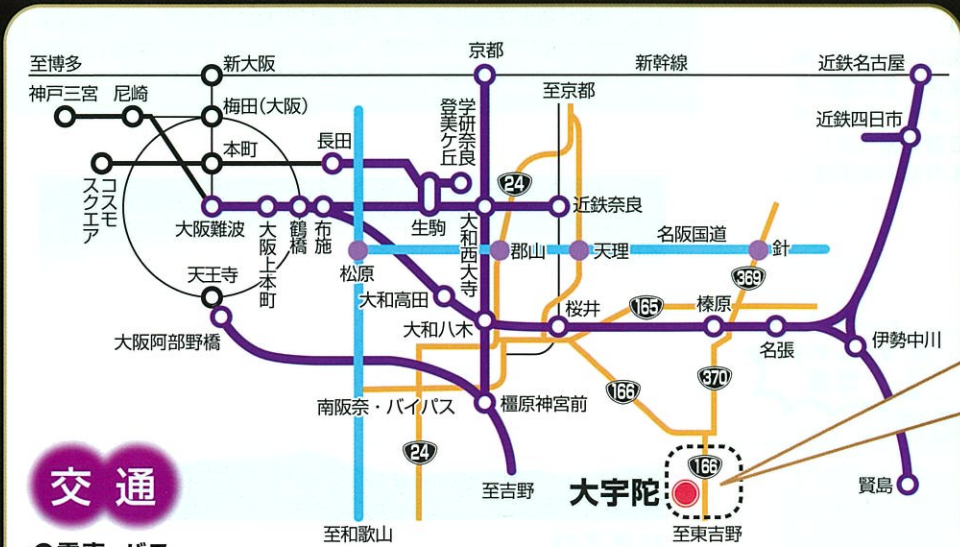 至博多
新大阪
京都
新幹線
近鉄名古屋
神戸三宮
尼崎
梅田(大阪)
至京都
近鉄四日市
学研奈良
登美ケ丘
長田
本町
コスモ
スクエア
24
大阪難波
大阪上本町
鶴橋
布施
生駒
大和西大寺
近鉄奈良
名阪国道
松原
郡山
天理
針
天王寺
369
大和高田
桜井
165
榛原
大和八木
大阪阿部野橋
名張
伊勢中川
166
370
南阪奈・バイパス
橿原神宮前
24
166
交通
至吉野
大宇陀
賢島
至和歌山
至東吉野